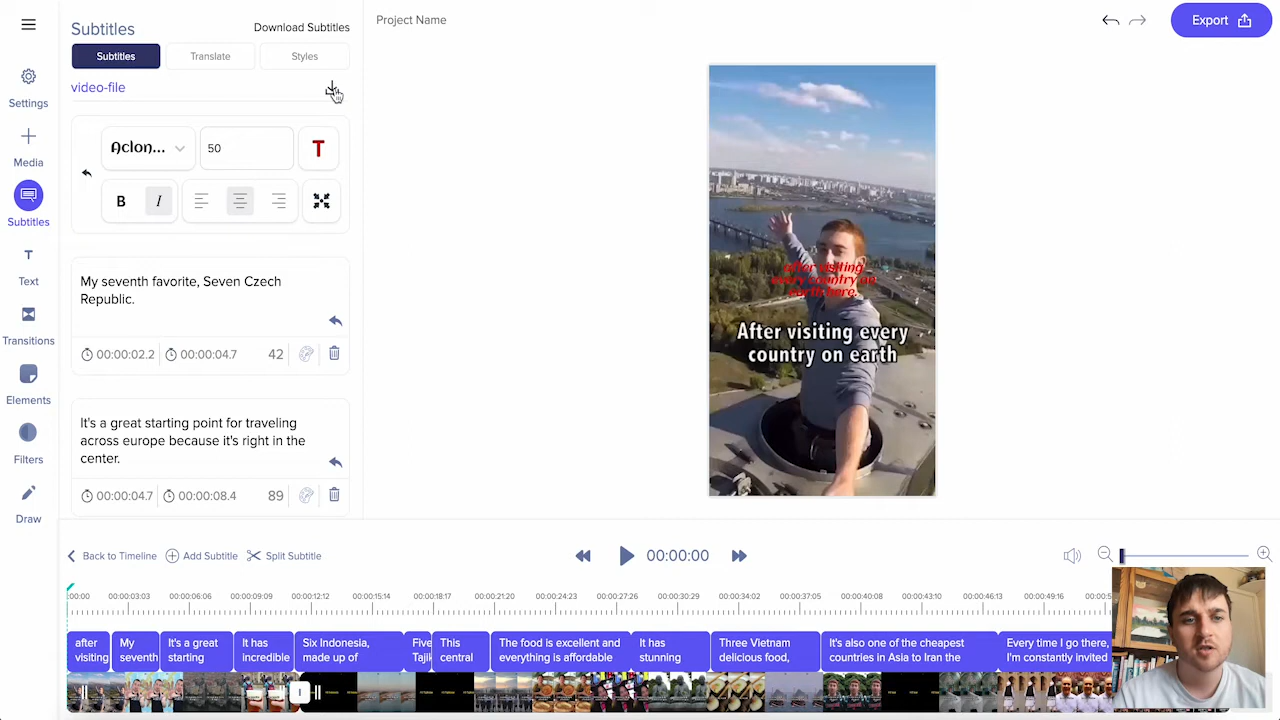 Subtitles
Download Subtitles
Project Name
Export
Subtitles
Translate
Styles
video-file
Settings
Media
Subtitles
Text
Transitions
Elements
Filters
Draw
Aclon...
50
T
B
I
My seventh favorite, Seven Czech
Republic.
00:00:02.2
00:00:04.7
42
It's a great starting point for traveling
across europe because it's right in the
center.
00:00:04.7
00:00:08.4
89
after visiting
every country on
earth here.
After visiting every
country on earth
Back to Timeline
Add Subtitle
Split Subtitle
00:00:00
:00:00
00:00:03:03
00:00:06:06
00:00:09:09
00:00:12:12
00:00:15:14
00:00:18:17
00:00:21:20
00:00:24:23
00:00:27:26
00:00:30:29
00:00:34:02
00:00:37:05
00:00:40:08
00:00:43:10
00:00:46:13
00:00:49:16
after
visiting
My
seventh
It's a great
starting
It has
incredible
Six Indonesia,
made up of
Five
Tajik
This
central
The food is excellent and
everything is affordable
It has
stunning
Three Vietnam
delicious food,
It's also one of the cheapest
countries in Asia to Iran the
Every time I go there,
I'm constantly invited